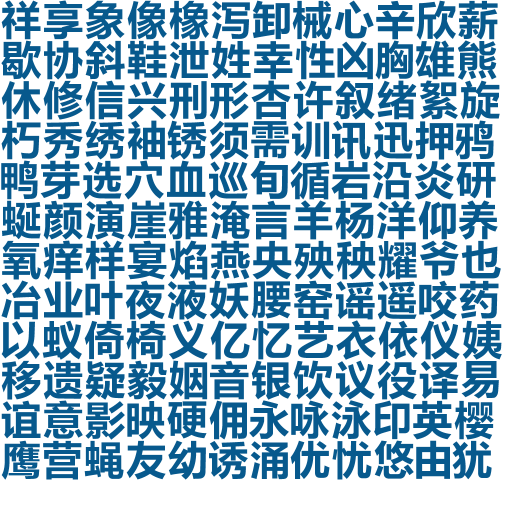 祥享象像橡泻卸械心辛欣薪
歇协斜鞋泄姓幸性凶胸雄熊
休修信兴刑形杏许叙绪絮旋
朽秀绣袖锈须需训讯迅押鸦
鸭芽选穴血巡旬循岩沿炎研
蜒颜演崖雅淹言羊杨洋仰养
氧痒样宴焰燕央殃秧耀爷也
冶业叶夜液妖腰窑谣遥咬药
以蚁倚椅义亿忆艺衣依仪姨
移遗疑毅姻音银饮议役译易
谊意影映硬佣永咏泳印英樱
鹰营蝇友幼诱涌优忧悠由犹